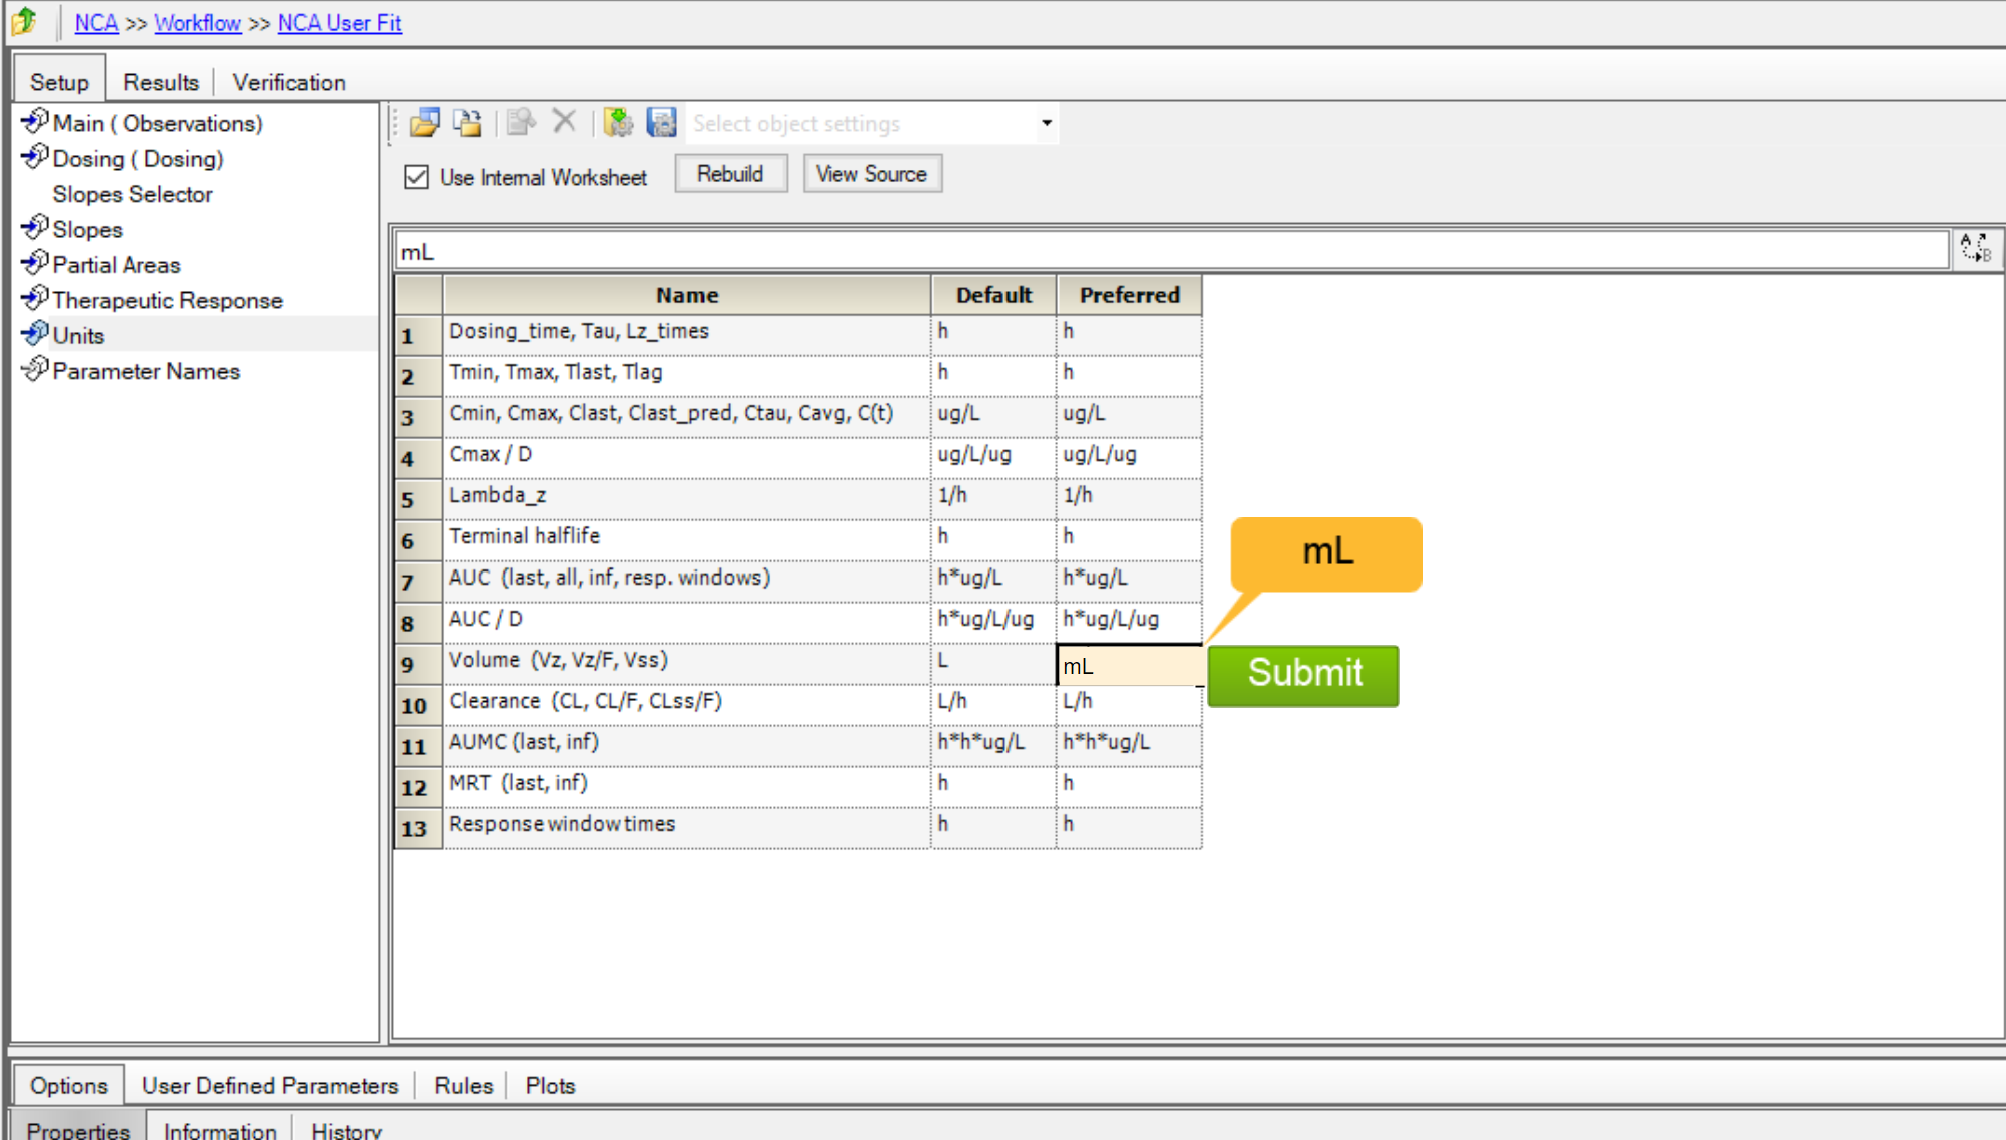 NCA >> Workflow >> NCA User Fit
Setup Results Verification
Main ( Observations)
Dosing ( Dosing)
Slopes Selector
Slopes
Partial Areas
Therapeutic Response
Units
Parameter Names
Select object settings
Use Internal Worksheet Rebuild View Source
mL
A B
Name Default Preferred
1 Dosing_time, Tau, Lz_times h h
2 Tmin, Tmax, Tlast, Tlag h h
3 Cmin, Cmax, Clast, Clast_pred, Ctau, Cavg, C(t) ug/L ug/L
4 Cmax / D ug/L/ug ug/L/ug
5 Lambda_z 1/h 1/h
6 Terminal halflife h h
7 AUC (last, all, inf, resp. windows) h*ug/L h*ug/L
8 AUC / D h*ug/L/ug h*ug/L/ug
9 Volume (Vz, Vz/F, Vss) L mL
10 Clearance (CL, CL/F, CLss/F) L/h L/h
11 AUMC (last, inf) h*h*ug/L h*h*ug/L
12 MRT (last, inf) h h
13 Response window times h h
mL
Submit
Options User Defined Parameters Rules Plots
Properties Information History